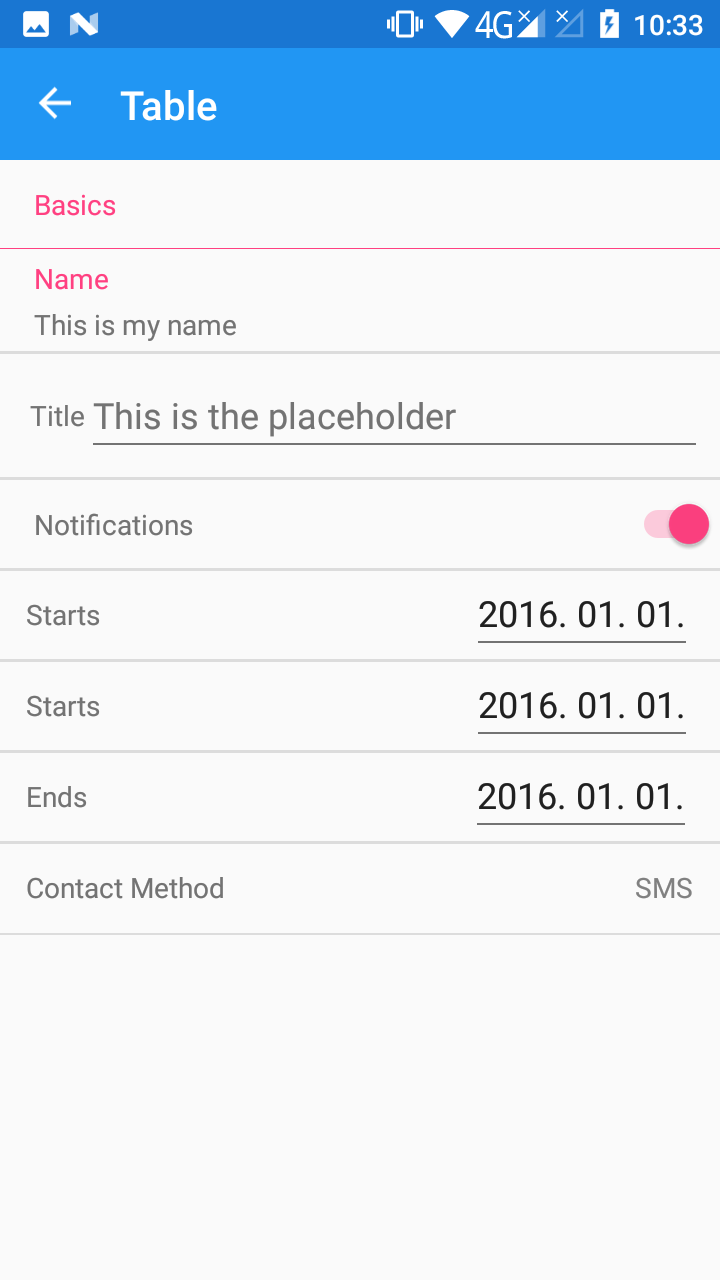 4G 10:33
Table
Basics
Name
This is my name
Title This is the placeholder
Notifications
Starts 2016. 01. 01.
Starts 2016. 01. 01.
Ends 2016. 01. 01.
Contact Method SMS